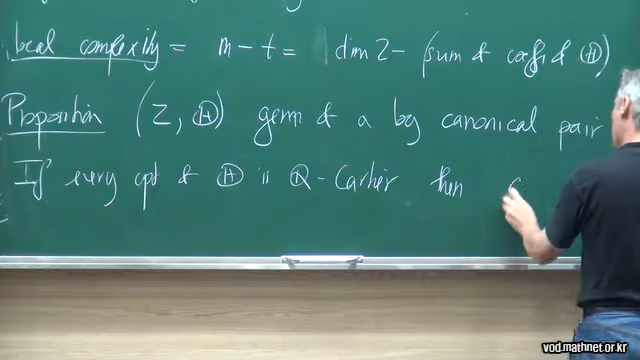 local complexity = m - t = dim Z - (sum of coeffs of Ⓗ)
Proposition (Z, Ⓗ) germ of a log canonical pair
If every cpt of Ⓗ is Q-Cartier then
vod.mathnet.or.kr